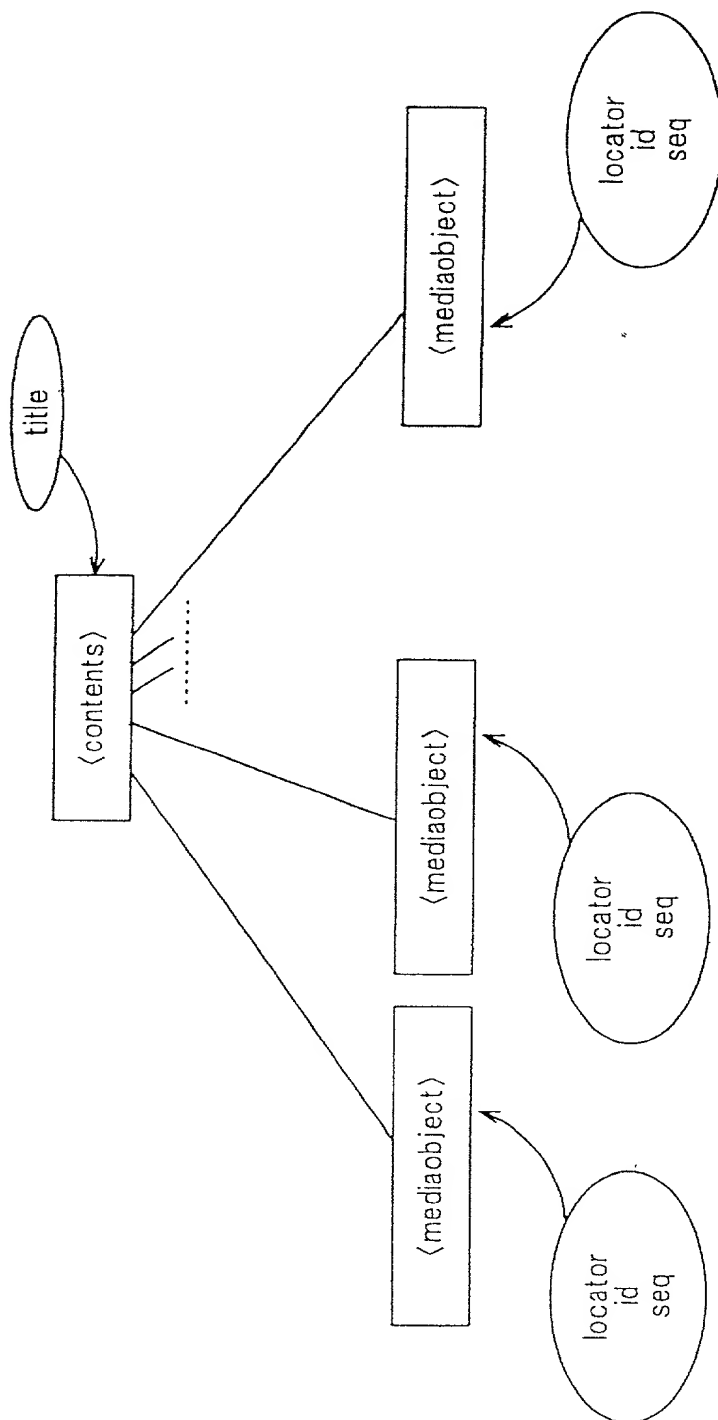 title
<contents>
<mediaobject>
<mediaobject>
<mediaobject>
locator
id
seq
locator
id
seq
locator
id
seq